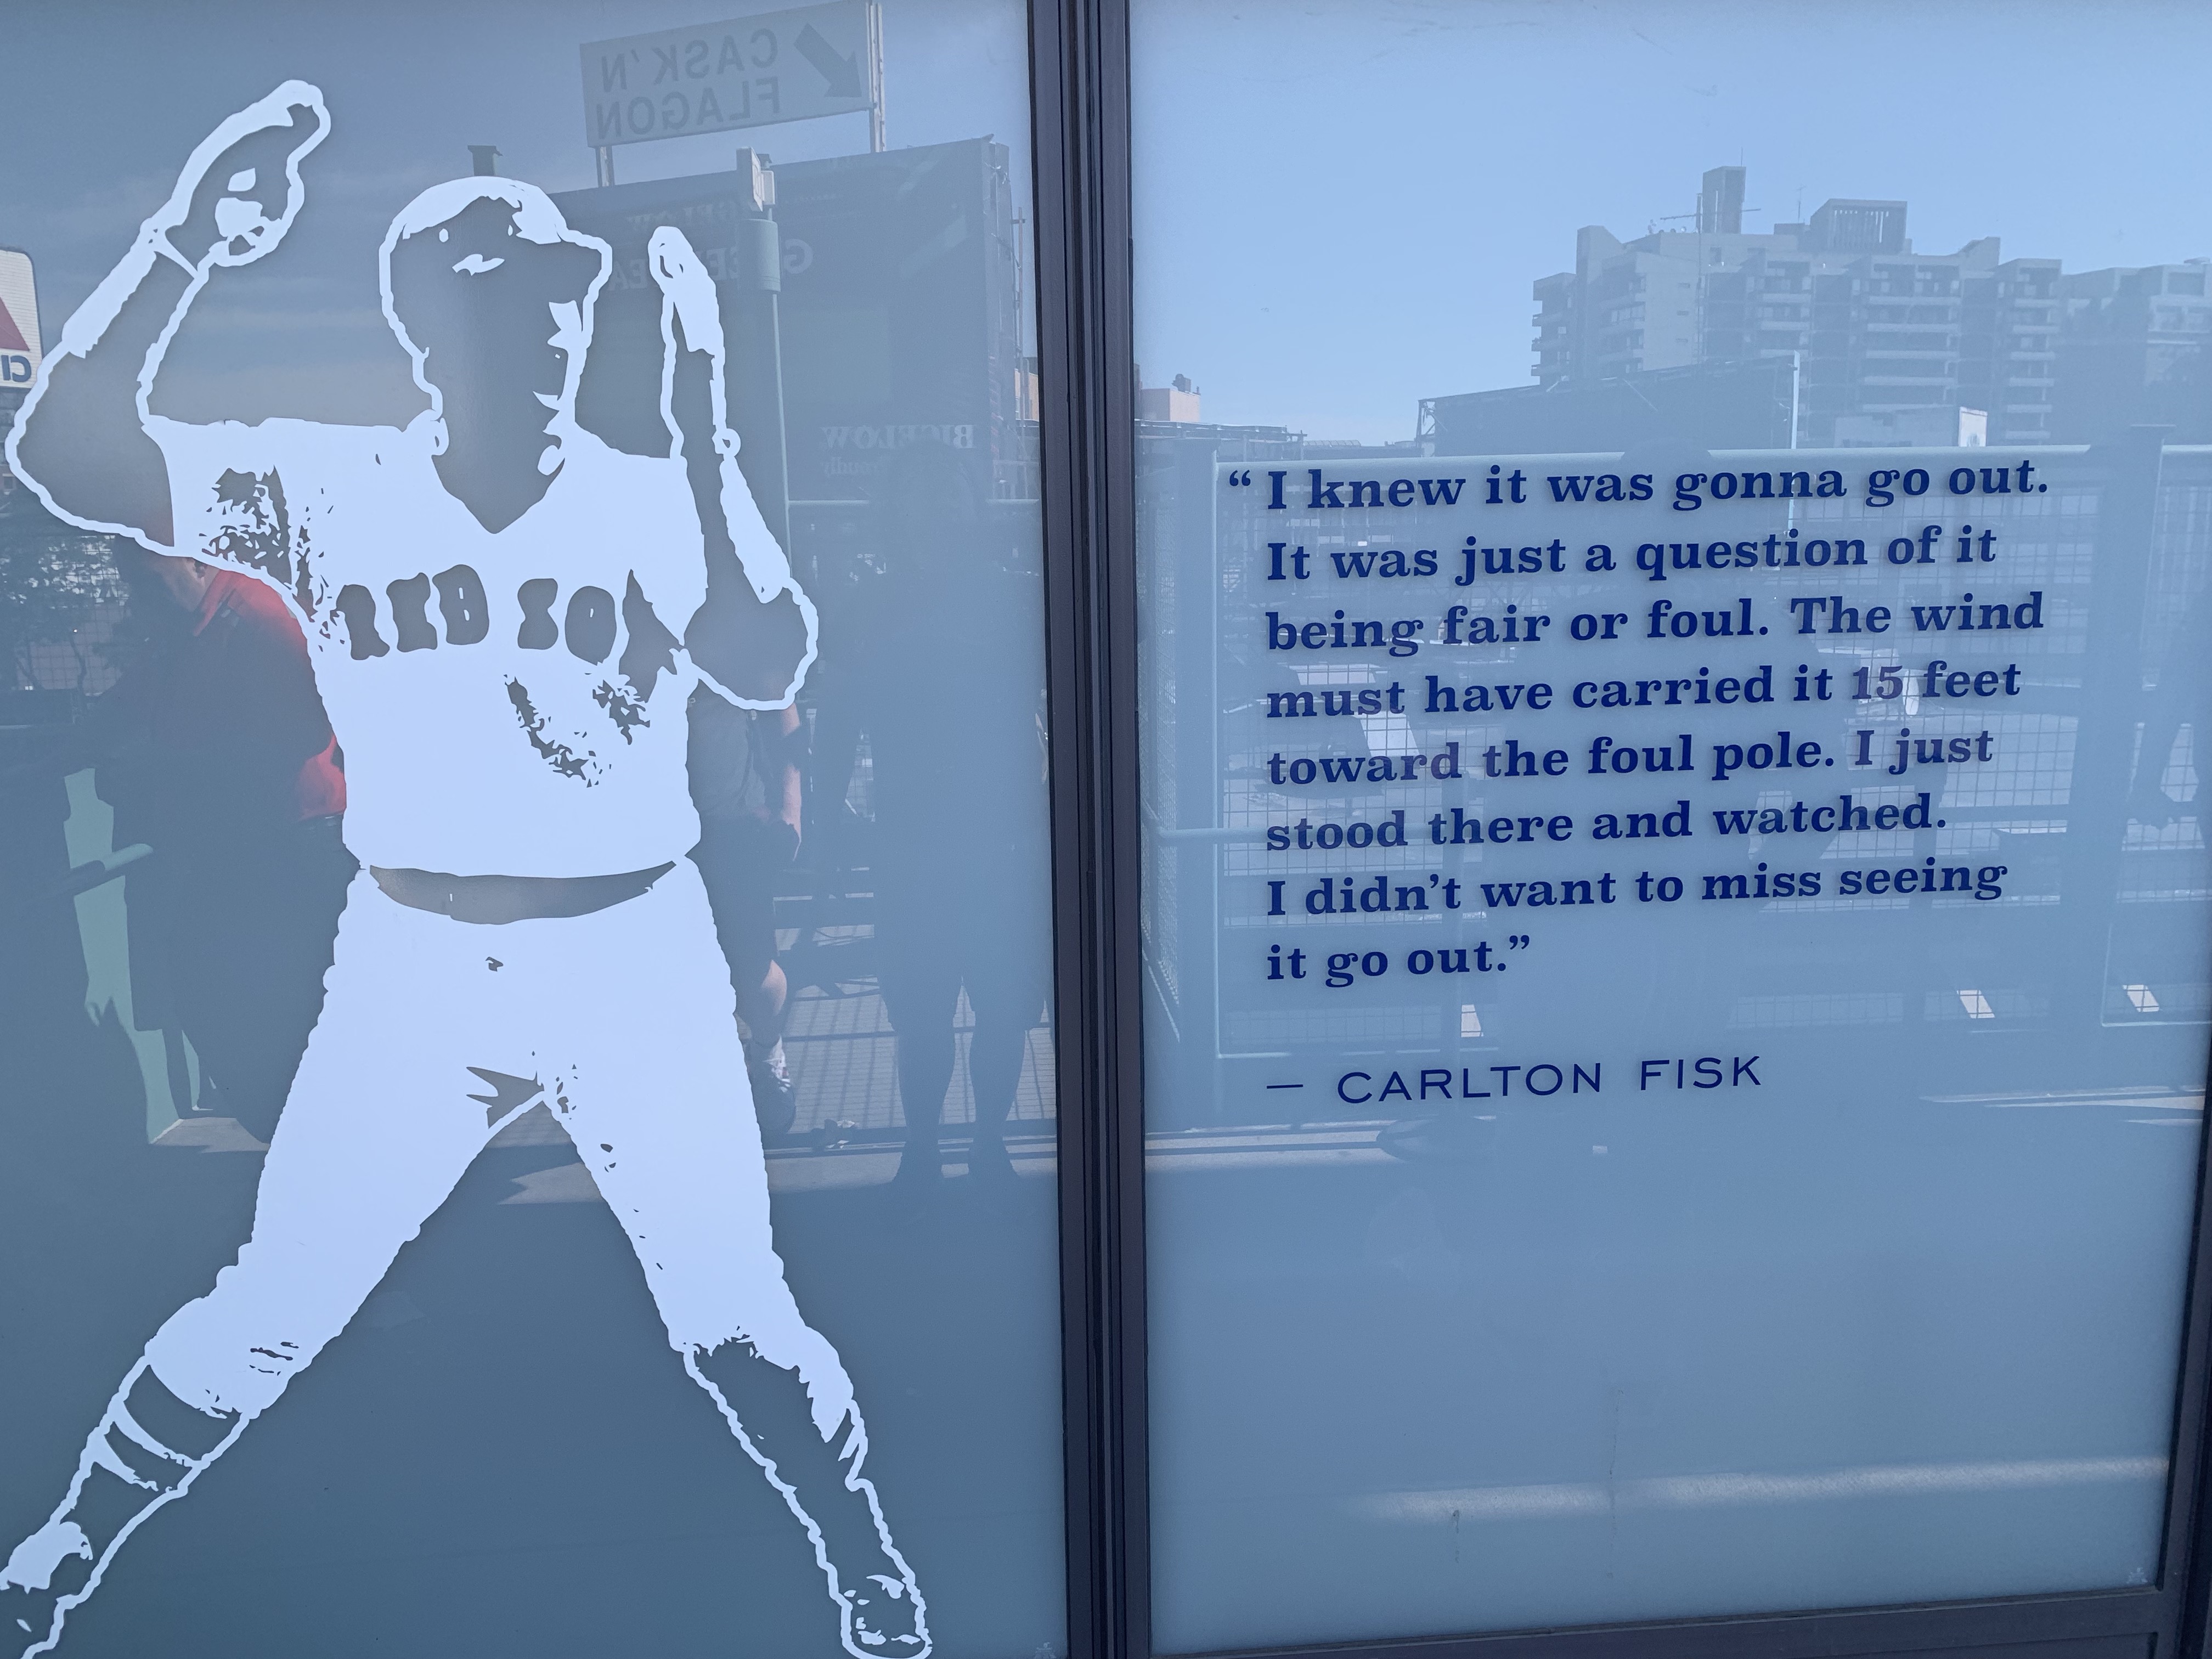 CASK'N
FLAGON
BIGELOW
RED SO
“ I knew it was gonna go out.
It was just a question of it
being fair or foul. The wind
must have carried it 15 feet
toward the foul pole. I just
stood there and watched.
I didn’t want to miss seeing
it go out.”
— CARLTON FISK